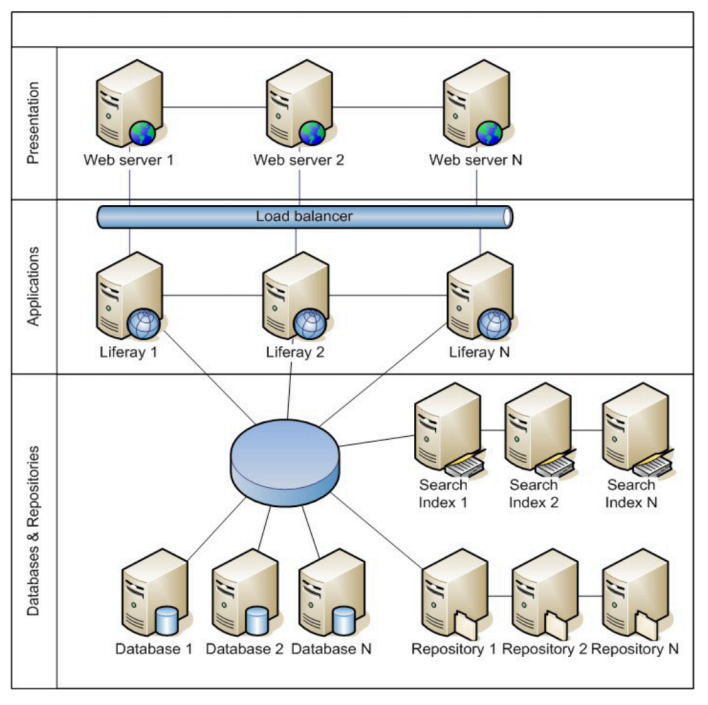 Presentation
Web server 1
Web server 2
Web server N
Load balancer
Applications
Liferay 1
Liferay 2
Liferay N
Databases & Repositories
Search
Index 1
Search
Index 2
Search
Index N
Database 1
Database 2
Database N
Repository 1
Repository 2
Repository N